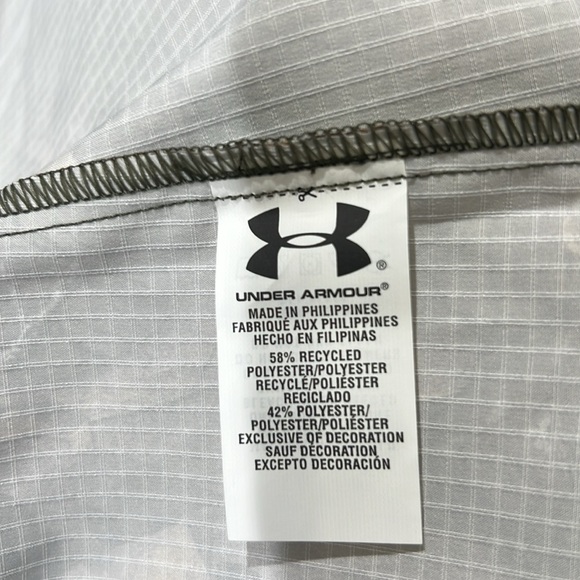 ®
UNDER ARMOUR®
MADE IN PHILIPPINES
FABRIQUÉ AUX PHILIPPINES
HECHO EN FILIPINAS
58% RECYCLED
POLYESTER/POLYESTER
RECYCLÉ/POLIÉSTER
RECICLADO
42% POLYESTER/
POLYESTER/POLIÉSTER
EXCLUSIVE OF DECORATION
SAUF DÉCORATION
EXCEPTO DECORACIÓN